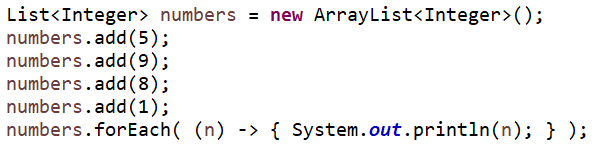 List<Integer> numbers = new ArrayList<Integer>();
numbers.add(5);
numbers.add(9);
numbers.add(8);
numbers.add(1);
numbers.forEach( (n) -> { System.out.println(n); } );